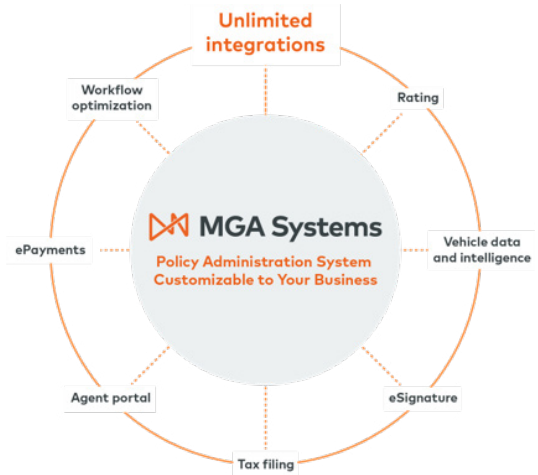 Unlimited
integrations
Workflow
optimization
Rating
MGA Systems
Policy Administration System
Customizable to Your Business
ePayments
Vehicle data
and intelligence
Agent portal
eSignature
Tax filing